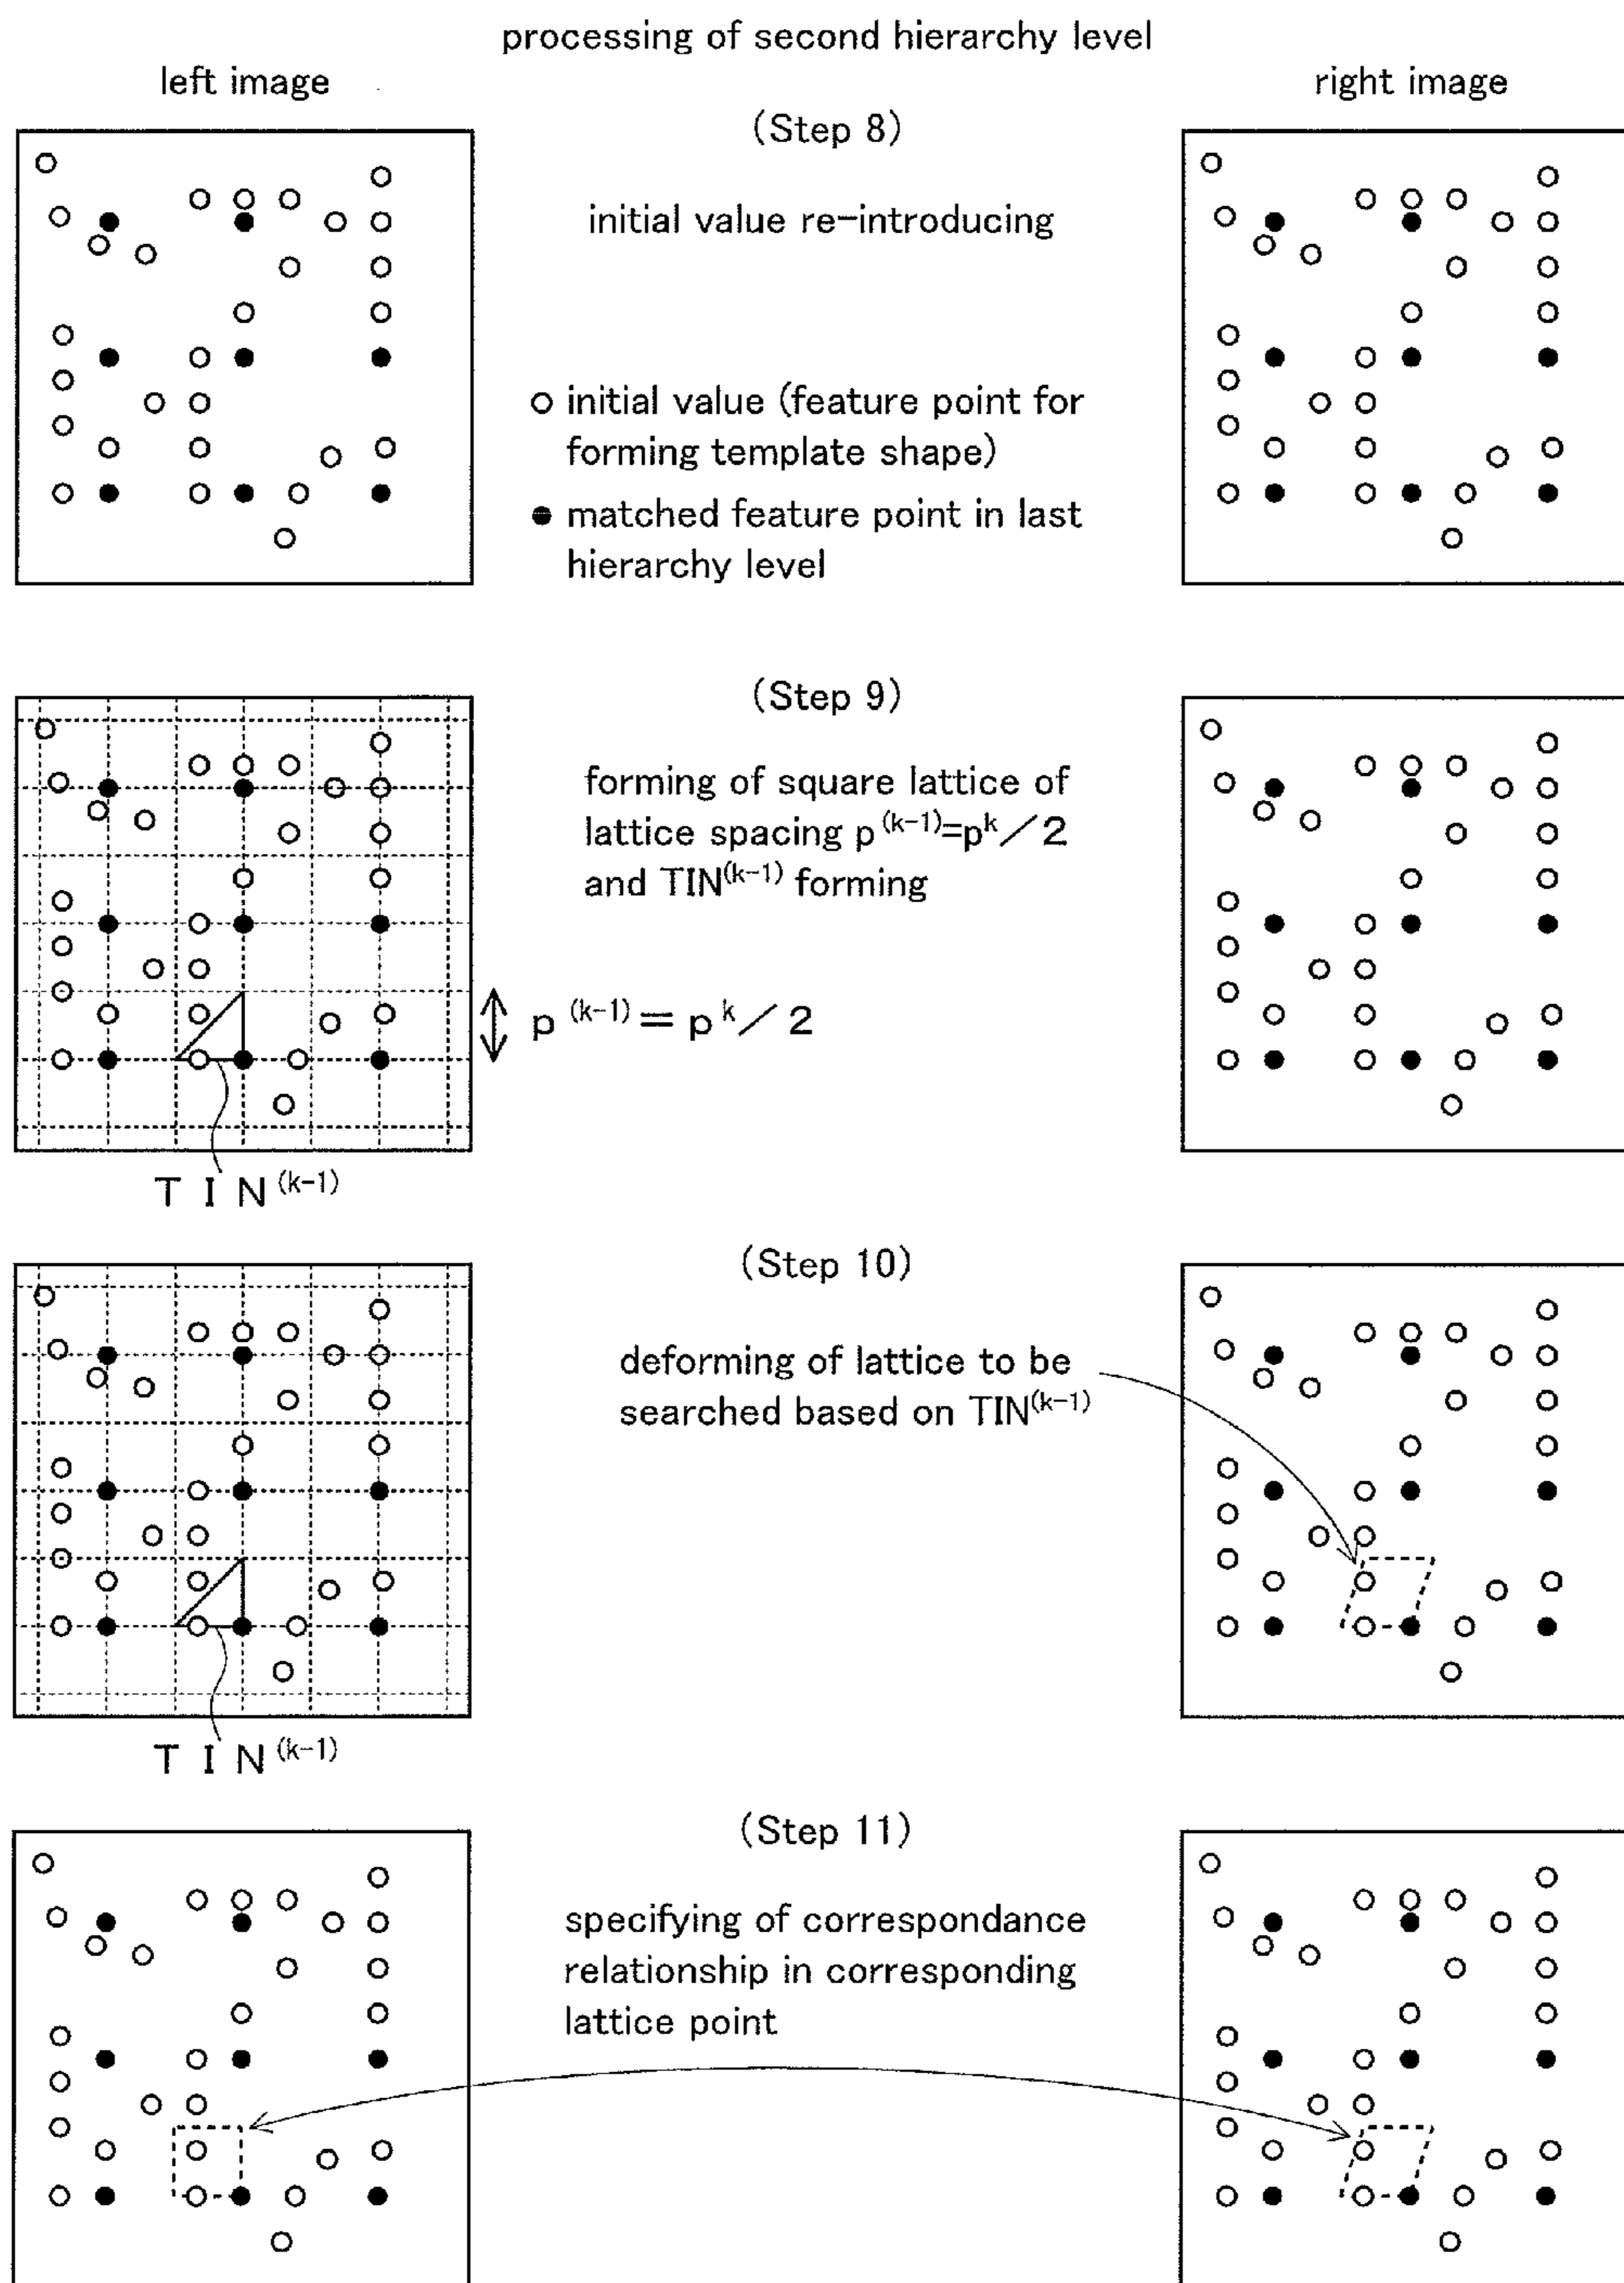 processing of second hierarchy level
left image
right image
(Step 8)
initial value re-introducing
○ initial value (feature point for
forming template shape)
● matched feature point in last
hierarchy level
(Step 9)
forming of square lattice of
lattice spacing p^(k-1)=p^k/2
and TIN^(k-1) forming
p^(k-1)=p^k/2
TIN^(k-1)
(Step 10)
deforming of lattice to be
searched based on TIN^(k-1)
TIN^(k-1)
(Step 11)
specifying of correspondance
relationship in corresponding
lattice point